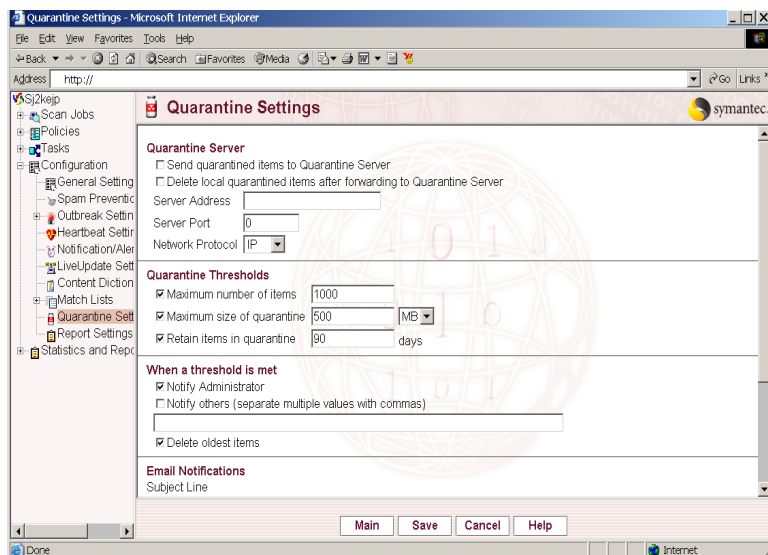 Quarantine Settings - Microsoft Internet Explorer
File Edit View Favorites Tools Help
Back Search Favorites Media
Address http:// Go Links »
Sj2kejp
Scan Jobs
Policies
Tasks
Configuration
General Setting
Spam Preventic
Outbreak Settin
Heartbeat Settir
Notification/Aler
LiveUpdate Sett
Content Diction
Match Lists
Quarantine Sett
Report Settings
Statistics and Repc
Quarantine Settings
symantec.
Quarantine Server
Send quarantined items to Quarantine Server
Delete local quarantined items after forwarding to Quarantine Server
Server Address
Server Port 0
Network Protocol IP
Quarantine Thresholds
Maximum number of items 1000
Maximum size of quarantine 500 MB
Retain items in quarantine 90 days
When a threshold is met
Notify Administrator
Notify others (separate multiple values with commas)
Delete oldest items
Email Notifications
Subject Line
Main Save Cancel Help
Done Internet